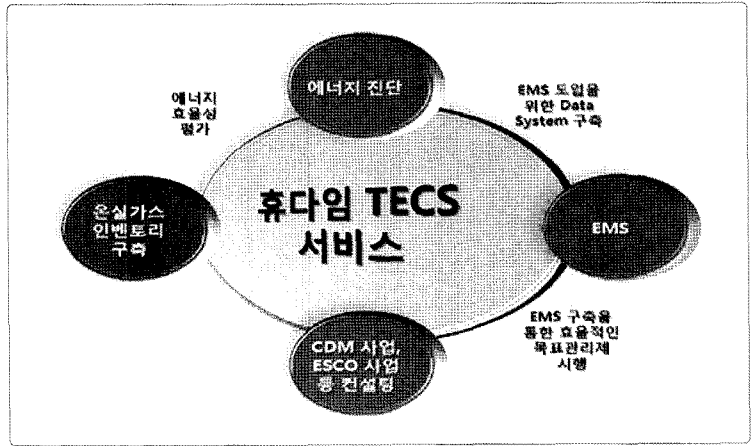 에너지 진단
에너지
효율성
평가
EMS 도입을
위한 Data
System 구축
휴다임 TECS
서비스
온실가스
인벤토리
구축
EMS
CDM 사업,
ESCO 사업
등 컨설팅
EMS 구축을
통한 효율적인
목표관리제
시행